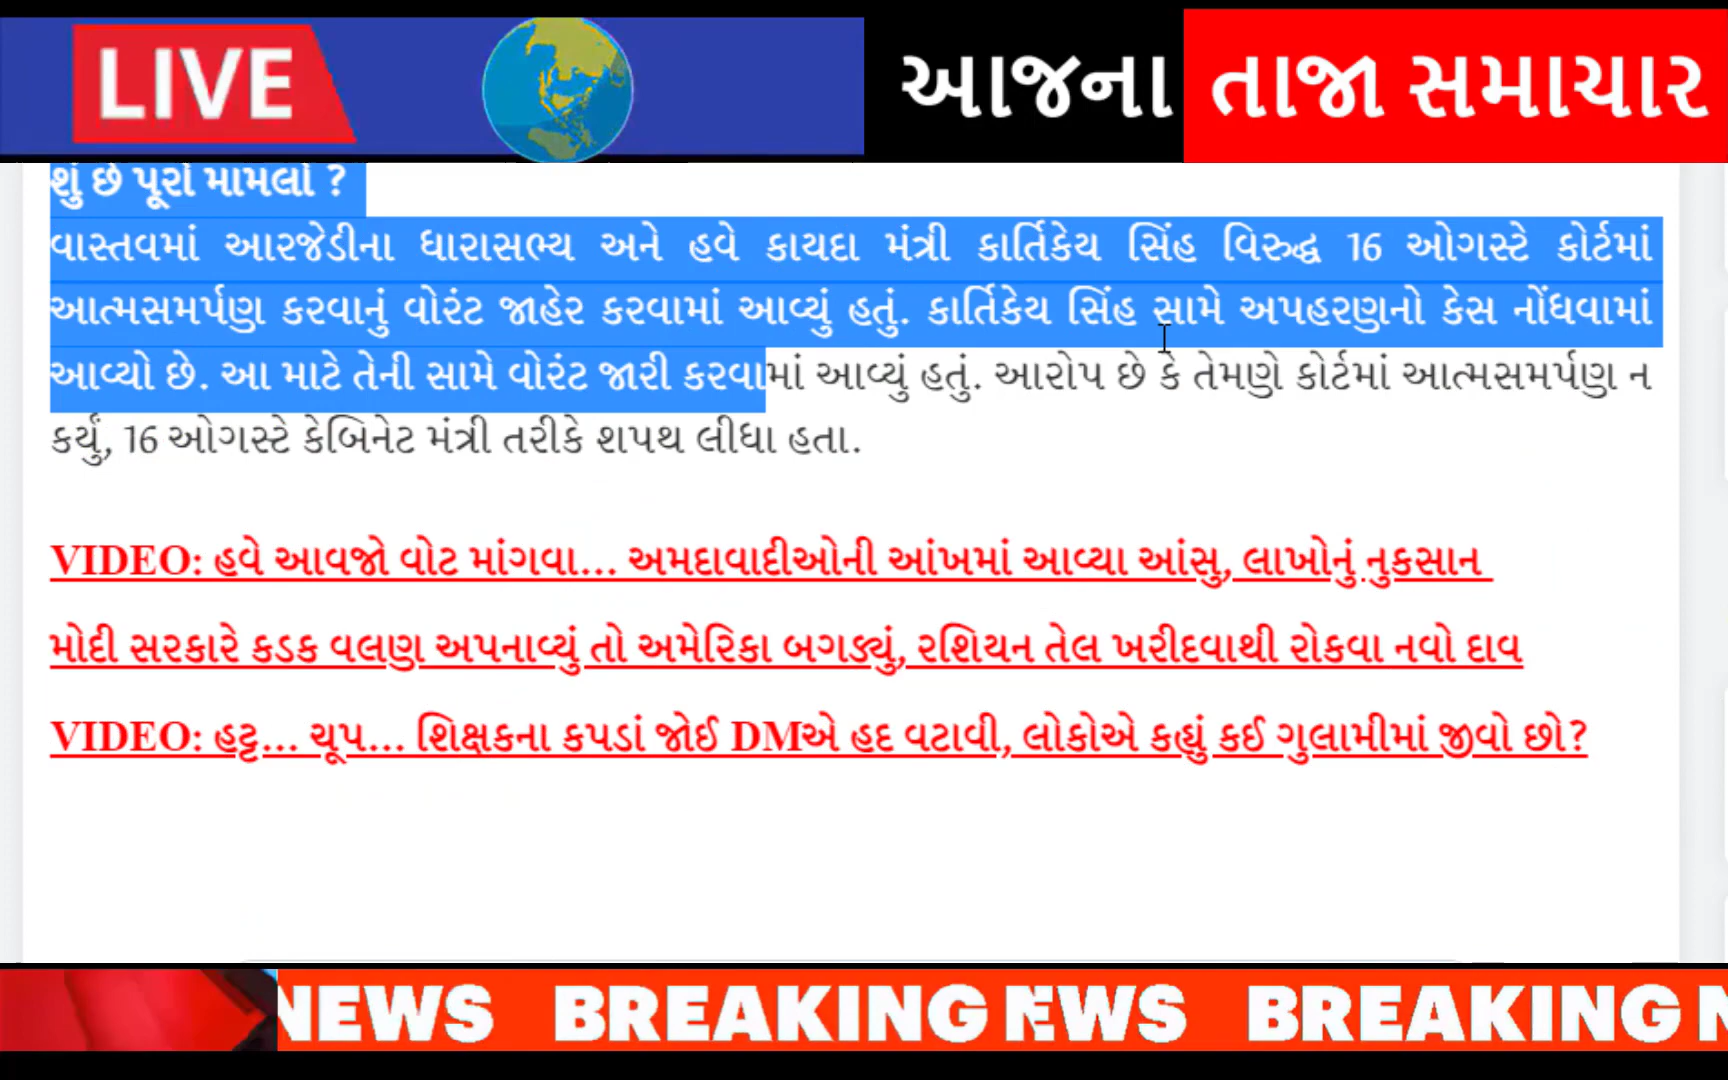 LIVE
આજના તાજા સમાચાર
શું છે પૂરો મામલો ?
વાસ્તવમાં આરજેડીના ધારાસભ્ય અને હવે કાયદા મંત્રી કાર્તિકેય સિંહ વિરુદ્ધ 16 ઓગસ્ટે કોર્ટમાં
આત્મસમર્પણ કરવાનું વોરંટ જાહેર કરવામાં આવ્યું હતું. કાર્તિકેય સિંહ સામે અપહરણનો કેસ નોંધવામાં
આવ્યો છે. આ માટે તેની સામે વોરંટ જારી કરવામાં આવ્યું હતું. આરોપ છે કે તેમણે કોર્ટમાં આત્મસમર્પણ ન
કર્યું, 16 ઓગસ્ટે કેબિનેટ મંત્રી તરીકે શપથ લીધા હતા.
VIDEO: હવે આવજો વોટ માંગવા... અમદાવાદીઓની આંખમાં આવ્યા આંસુ, લાખોનું નુકસાન
મોદી સરકારે કડક વલણ અપનાવ્યું તો અમેરિકા બગડ્યું, રશિયન તેલ ખરીદવાથી રોકવા નવો દાવ
VIDEO: હટ્ટ... ચૂપ... શિક્ષકના કપડાં જોઈ DMએ હદ વટાવી, લોકોએ કહ્યું કઈ ગુલામીમાં જીવો છો?
NEWS BREAKING NEWS BREAKING N